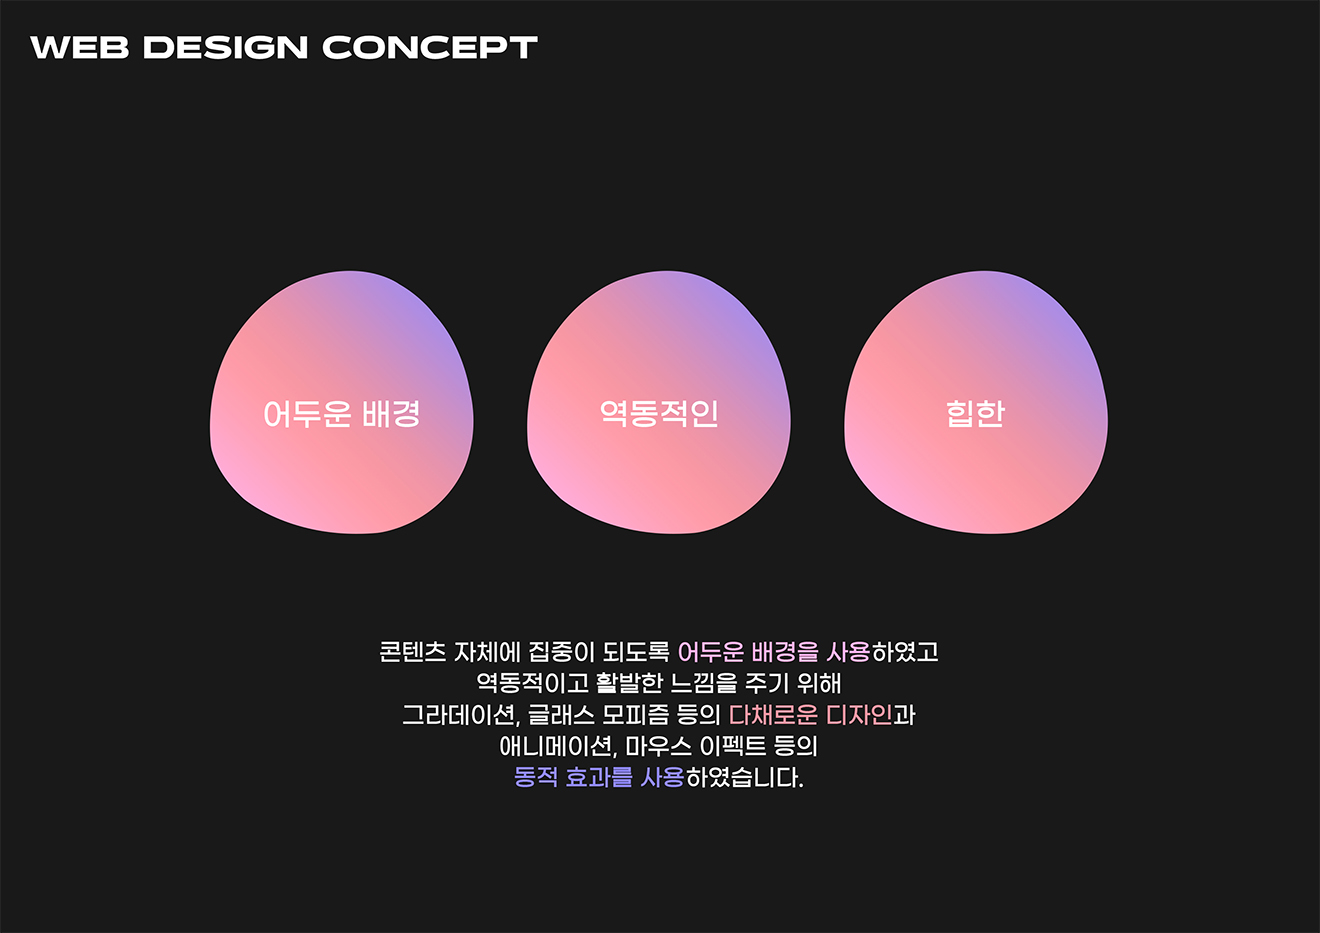 WEB DESIGN CONCEPT
어두운 배경
역동적인
힙한
콘텐츠 자체에 집중이 되도록 어두운 배경을 사용하였고
역동적이고 활발한 느낌을 주기 위해
그라데이션, 글래스 모피즘 등의 다채로운 디자인과
애니메이션, 마우스 이펙트 등의
동적 효과를 사용하였습니다.